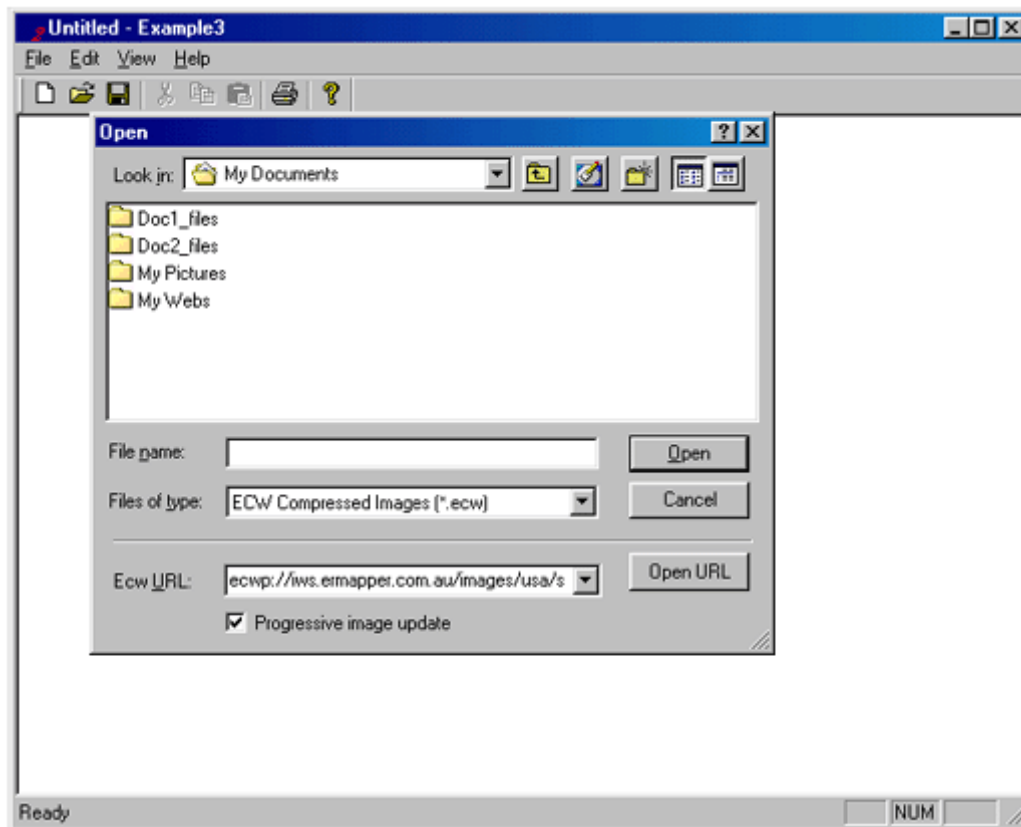 Untitled - Example3
File Edit View Help
Open
Look in: My Documents
Doc1_files
Doc2_files
My Pictures
My Webs
File name: Open
Files of type: ECW Compressed Images (*.ecw) Cancel
Ecw URL: ecwp://iws.ermapper.com.au/images/usa/s Open URL
Progressive image update
Ready NUM